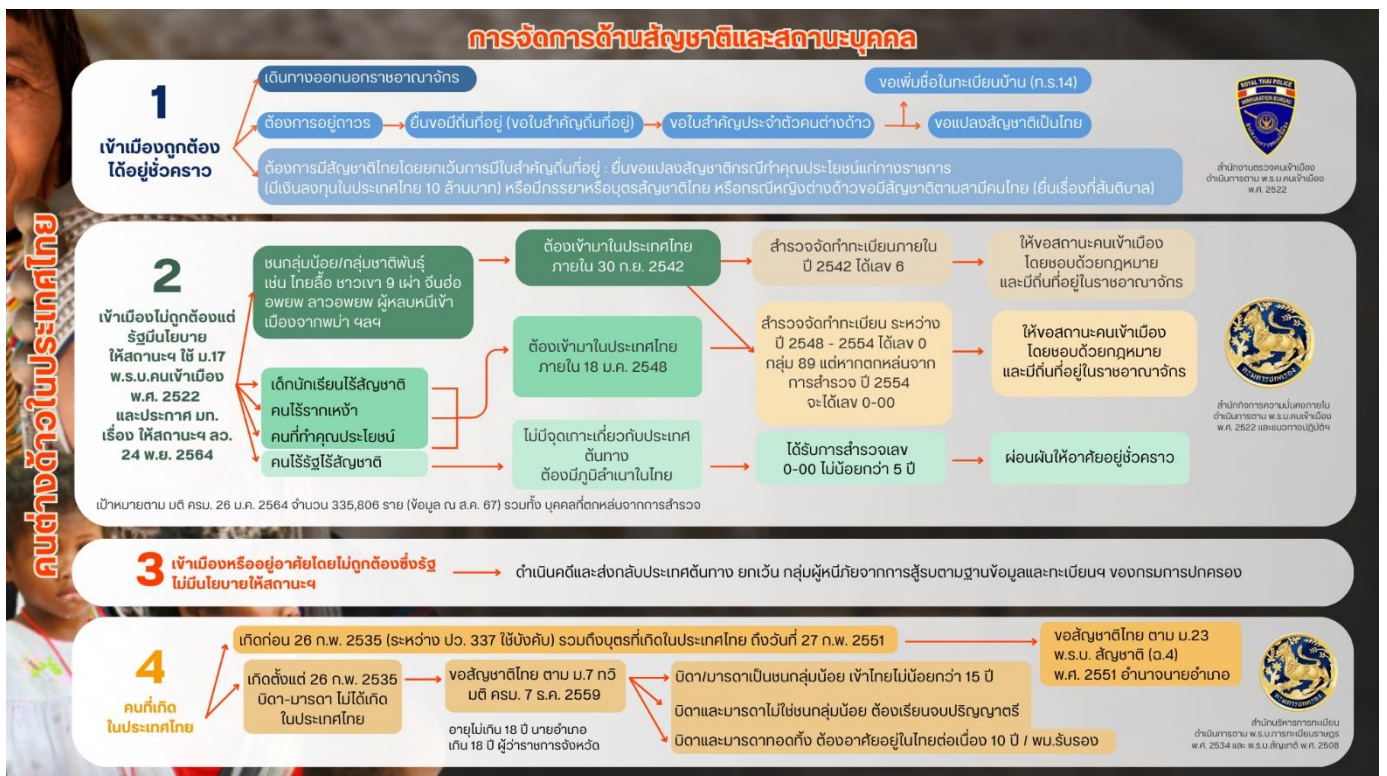 การจัดการด้านสัญชาติและสถานะบุคคล
คนต่างด้าวในประเทศไทย
1
เข้าเมืองถูกต้อง
ได้อยู่ชั่วคราว
เดินทางออกนอกราชอาณาจักร
ต้องการอยู่ถาวร
ยื่นขอมีถิ่นที่อยู่ (ขอใบสำคัญถิ่นที่อยู่)
ขอใบสำคัญประจำตัวคนต่างด้าว
ขอเพิ่มชื่อในทะเบียนบ้าน (ท.ร.14)
ขอแปลงสัญชาติเป็นไทย
ต้องการมีสัญชาติไทยโดยยกเว้นการมีใบสำคัญถิ่นที่อยู่ : ยื่นขอแปลงสัญชาติกรณีทำคุณประโยชน์แก่ทางราชการ
(มีเงินลงทุนในประเทศไทย 10 ล้านบาท) หรือมีภรรยาหรือบุตรสัญชาติไทย หรือกรณีหญิงต่างด้าวขอมีสัญชาติตามสามีคนไทย (ยื่นเรื่องที่สันติบาล)
ROYAL THAI POLICE
IMMIGRATION BUREAU
สำนักงานตรวจคนเข้าเมือง
ดำเนินการตาม พ.ร.บ.คนเข้าเมือง
พ.ศ. 2522
2
เข้าเมืองไม่ถูกต้องแต่
รัฐมีนโยบาย
ให้สถานะฯ ใช้ ม.17
พ.ร.บ.คนเข้าเมือง
พ.ศ. 2522
และประกาศ มท.
เรื่อง ให้สถานะฯ ลว.
24 พ.ย. 2564
ชนกลุ่มน้อย/กลุ่มชาติพันธุ์
เช่น ไทยลื้อ ชาวเขา 9 เผ่า จีนฮ่อ
อพยพ ลาวอพยพ ผู้หลบหนีเข้า
เมืองจากพม่า ฯลฯ
ต้องเข้ามาในประเทศไทย
ภายใน 30 ก.ย. 2542
สำรวจจัดทำทะเบียนภายใน
ปี 2542 ได้เลข 6
ให้ขอสถานะคนเข้าเมือง
โดยชอบด้วยกฎหมาย
และมีถิ่นที่อยู่ในราชอาณาจักร
เด็กนักเรียนไร้สัญชาติ
คนไร้รากเหง้า
คนที่ทำคุณประโยชน์
ต้องเข้ามาในประเทศไทย
ภายใน 18 ม.ค. 2548
สำรวจจัดทำทะเบียน ระหว่าง
ปี 2548 - 2554 ได้เลข 0
กลุ่ม 89 แต่หากตกหล่นจาก
การสำรวจ ปี 2554
จะได้เลข 0-00
ให้ขอสถานะคนเข้าเมือง
โดยชอบด้วยกฎหมาย
และมีถิ่นที่อยู่ในราชอาณาจักร
คนไร้รัฐไร้สัญชาติ
ไม่มีจุดเกาะเกี่ยวกับประเทศ
ต้นทาง
ต้องมีภูมิลำเนาในไทย
ได้รับการสำรวจเลข
0-00 ไม่น้อยกว่า 5 ปี
ผ่อนผันให้อาศัยอยู่ชั่วคราว
กรมการปกครอง
สำนักกิจการความมั่นคงภายใน
ดำเนินการตาม พ.ร.บ.คนเข้าเมือง
พ.ศ. 2522 และแนวทางปฏิบัติฯ
เป้าหมายตาม มติ ครม. 26 ม.ค. 2564 จำนวน 335,806 ราย (ข้อมูล ณ ส.ค. 67) รวมทั้ง บุคคลที่ตกหล่นจากการสำรวจ
3
เข้าเมืองหรืออยู่อาศัยโดยไม่ถูกต้องซึ่งรัฐ
ไม่มีนโยบายให้สถานะฯ
ดำเนินคดีและส่งกลับประเทศต้นทาง ยกเว้น กลุ่มผู้หนีภัยจากการสู้รบตามฐานข้อมูลและทะเบียนฯ ของกรมการปกครอง
4
คนที่เกิด
ในประเทศไทย
เกิดก่อน 26 ก.พ. 2535 (ระหว่าง ปว. 337 ใช้บังคับ) รวมถึงบุตรที่เกิดในประเทศไทย ถึงวันที่ 27 ก.พ. 2551
ขอสัญชาติไทย ตาม ม.23
พ.ร.บ. สัญชาติ (ฉ.4)
พ.ศ. 2551 อำนาจนายอำเภอ
เกิดตั้งแต่ 26 ก.พ. 2535
บิดา-มารดา ไม่ได้เกิด
ในประเทศไทย
ขอสัญชาติไทย ตาม ม.7 ทวิ
มติ ครม. 7 ธ.ค. 2559
อายุไม่เกิน 18 ปี นายอำเภอ
เกิน 18 ปี ผู้ว่าราชการจังหวัด
บิดา/มารดาเป็นชนกลุ่มน้อย เข้าไทยไม่น้อยกว่า 15 ปี
บิดาและมารดาไม่ใช่ชนกลุ่มน้อย ต้องเรียนจบปริญญาตรี
บิดาและมารดาทอดทิ้ง ต้องอาศัยอยู่ในไทยต่อเนื่อง 10 ปี / พม.รับรอง
กรมการปกครอง
สำนักบริหารการทะเบียน
ดำเนินการตาม พ.ร.บ.การทะเบียนราษฎร
พ.ศ. 2534 และ พ.ร.บ.สัญชาติ พ.ศ. 2508